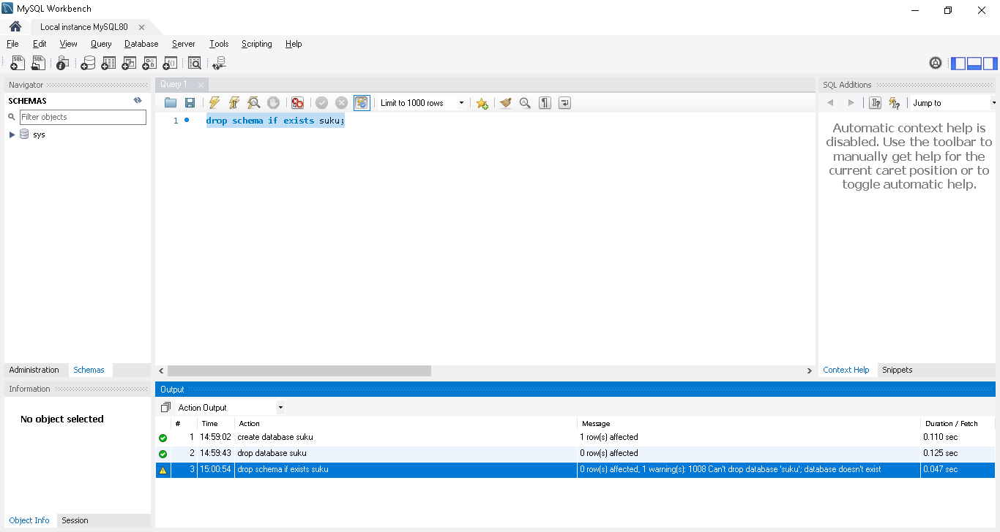 MySQL Workbench
Local instance MySQL80
File Edit View Query Database Server Tools Scripting Help
Navigator
SCHEMAS
Filter objects
sys
Administration Schemas
Information
No object selected
Object Info Session
Query 1
Limit to 1000 rows
1 drop schema if exists suku;
SQL Additions
Jump to
Automatic context help is
disabled. Use the toolbar to
manually get help for the
current caret position or to
toggle automatic help.
Context Help Snippets
Output
Action Output
# Time Action Message Duration / Fetch
1 14:59:02 create database suku 1 row(s) affected 0.110 sec
2 14:59:43 drop database suku 0 row(s) affected 0.125 sec
3 15:00:54 drop schema if exists suku 0 row(s) affected, 1 warning(s): 1008 Can't drop database 'suku'; database doesn't exist 0.047 sec